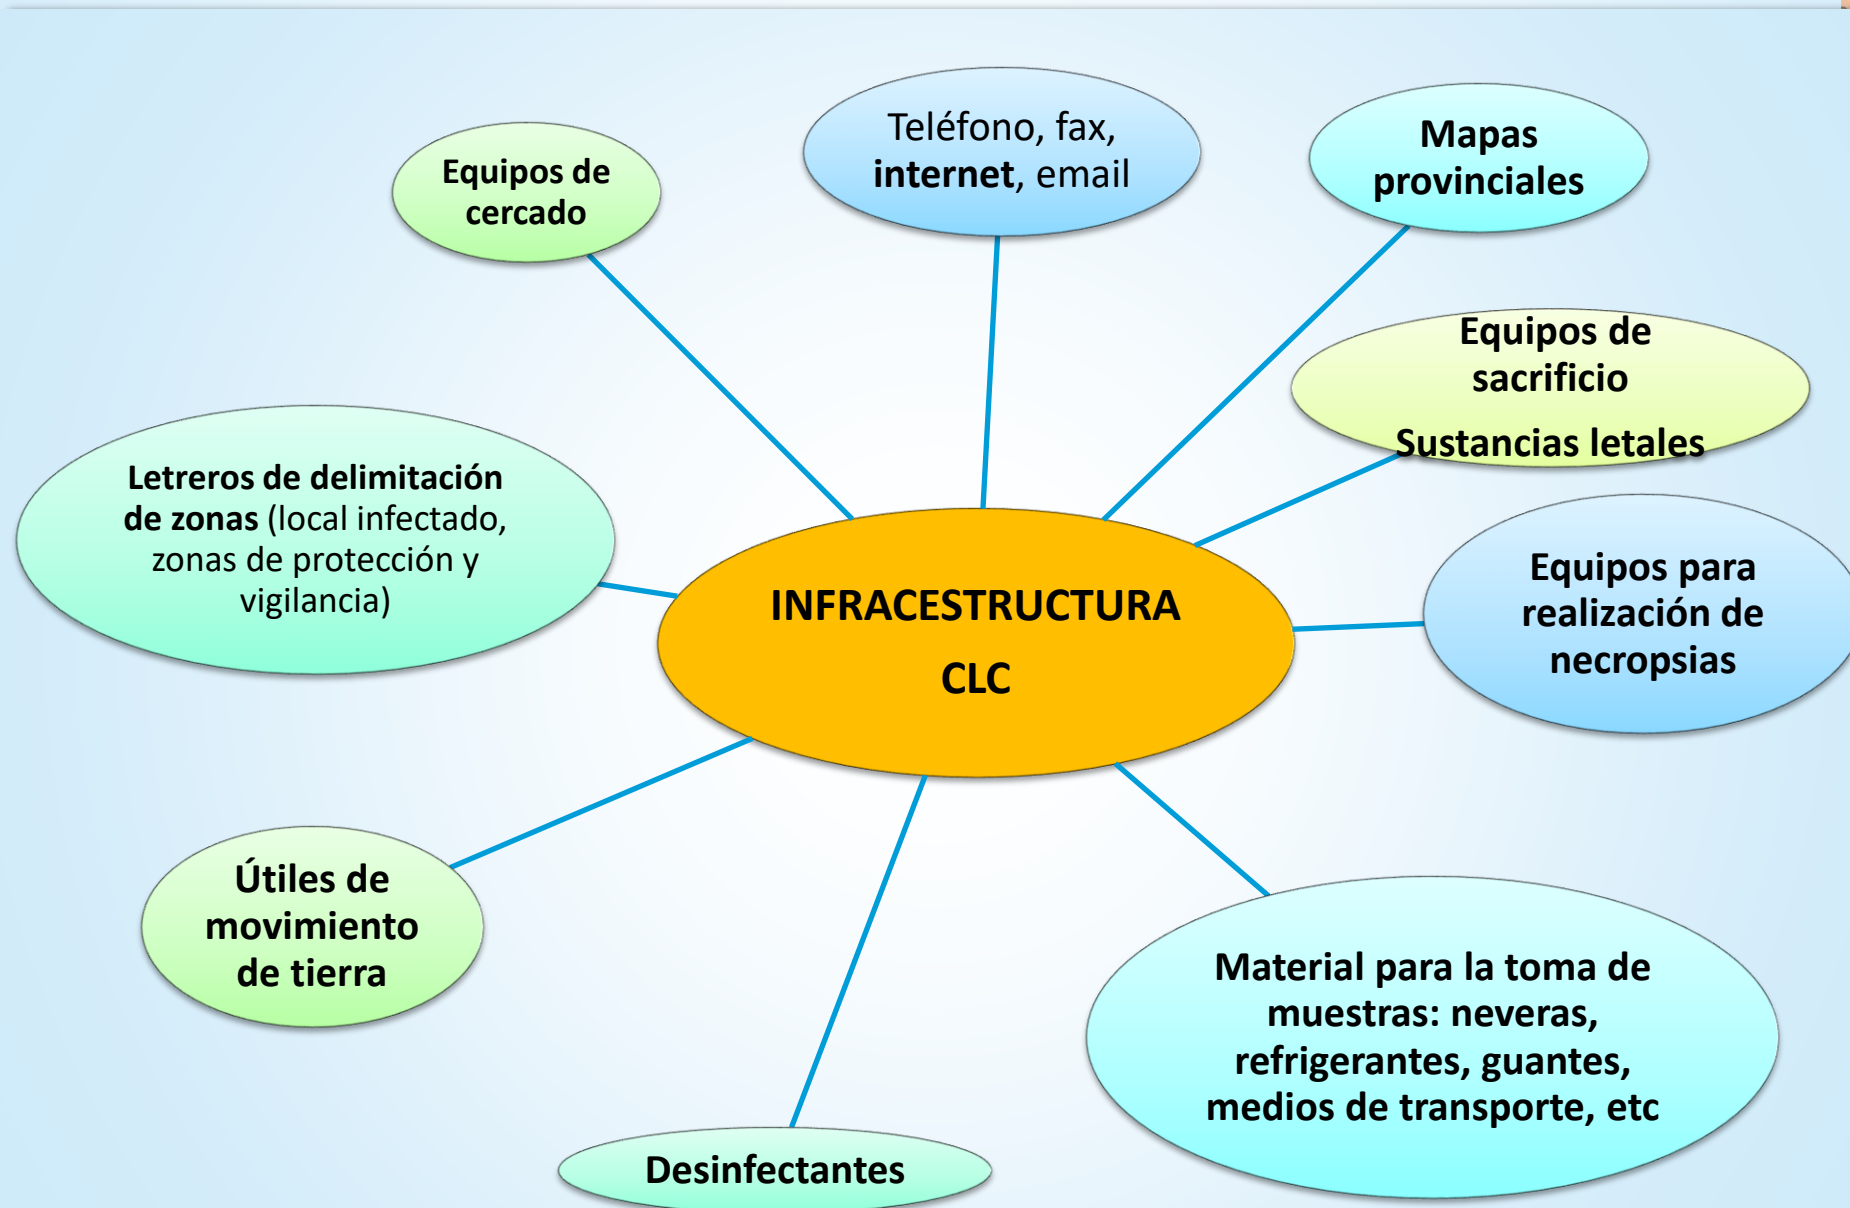 Teléfono, fax,
internet, email
Mapas
provinciales
Equipos de
cercado
Equipos de
sacrificio
Sustancias letales
Letreros de delimitación
de zonas (local infectado,
zonas de protección y
vigilancia)
INFRACESTRUCTURA
CLC
Equipos para
realización de
necropsias
Útiles de
movimiento
de tierra
Material para la toma de
muestras: neveras,
refrigerantes, guantes,
medios de transporte, etc
Desinfectantes